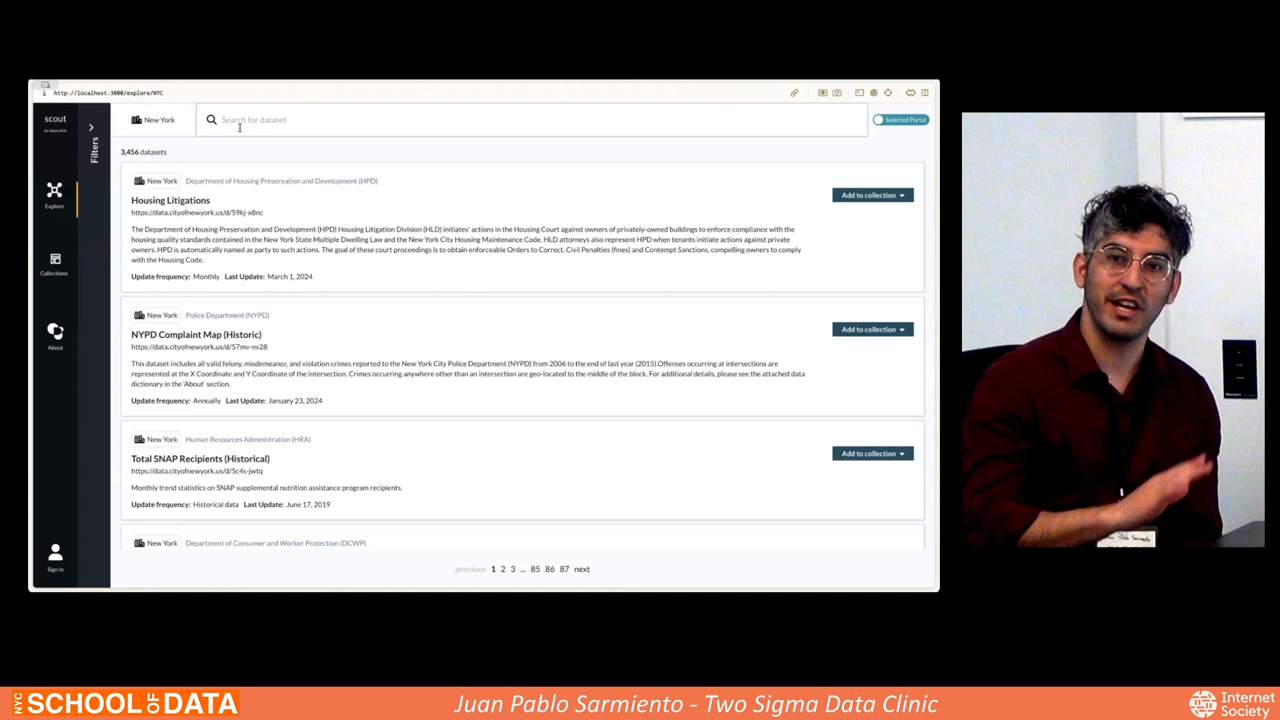 http://localhost:3000/explore/NYC
scout
by data clinic
Filters
Explore
Collections
About
Sign in
New York
Search for dataset
Selected Portal
3,456 datasets
New York Department of Housing Preservation and Development (HPD)
Housing Litigations
Add to collection
https://data.cityofnewyork.us/d/59kj-x8nc
The Department of Housing Preservation and Development (HPD) Housing Litigation Division (HLD) initiates' actions in the Housing Court against owners of privately-owned buildings to enforce compliance with the
housing quality standards contained in the New York State Multiple Dwelling Law and the New York City Housing Maintenance Code. HLD attorneys also represent HPD when tenants initiate actions against private
owners. HPD is automatically named as party to such actions. The goal of these court proceedings is to obtain enforceable Orders to Correct, Civil Penalties (fines) and Contempt Sanctions, compelling owners to comply
with the Housing Code.
Update frequency: Monthly Last Update: March 1, 2024
New York Police Department (NYPD)
NYPD Complaint Map (Historic)
Add to collection
https://data.cityofnewyork.us/d/57mv-nv28
This dataset includes all valid felony, misdemeanor, and violation crimes reported to the New York City Police Department (NYPD) from 2006 to the end of last year (2015).Offenses occurring at intersections are
represented at the X Coordinate and Y Coordinate of the intersection. Crimes occurring anywhere other than an intersection are geo-located to the middle of the block. For additional details, please see the attached data
dictionary in the 'About' section.
Update frequency: Annually Last Update: January 23, 2024
New York Human Resources Administration (HRA)
Total SNAP Recipients (Historical)
Add to collection
https://data.cityofnewyork.us/d/5c4s-jwtq
Monthly trend statistics on SNAP supplemental nutrition assistance program recipients.
Update frequency: Historical data Last Update: June 17, 2019
New York Department of Consumer and Worker Protection (DCWP)
previous 1 2 3 ... 85 86 87 next
NYC SCHOOL OF DATA
Juan Pablo Sarmiento - Two Sigma Data Clinic
Internet
Society